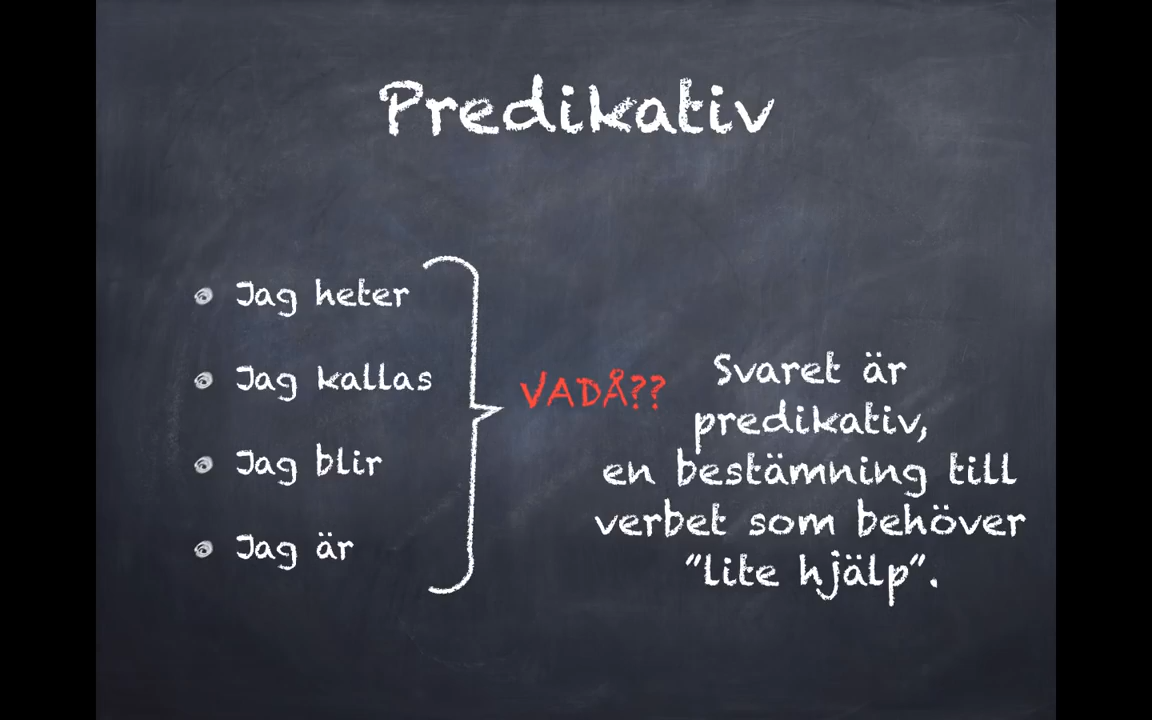 Predikativ
Jag heter
Jag kallas
Jag blir
Jag är
VADÅ??
Svaret är
predikativ,
en bestämning till
verbet som behöver
"lite hjälp".